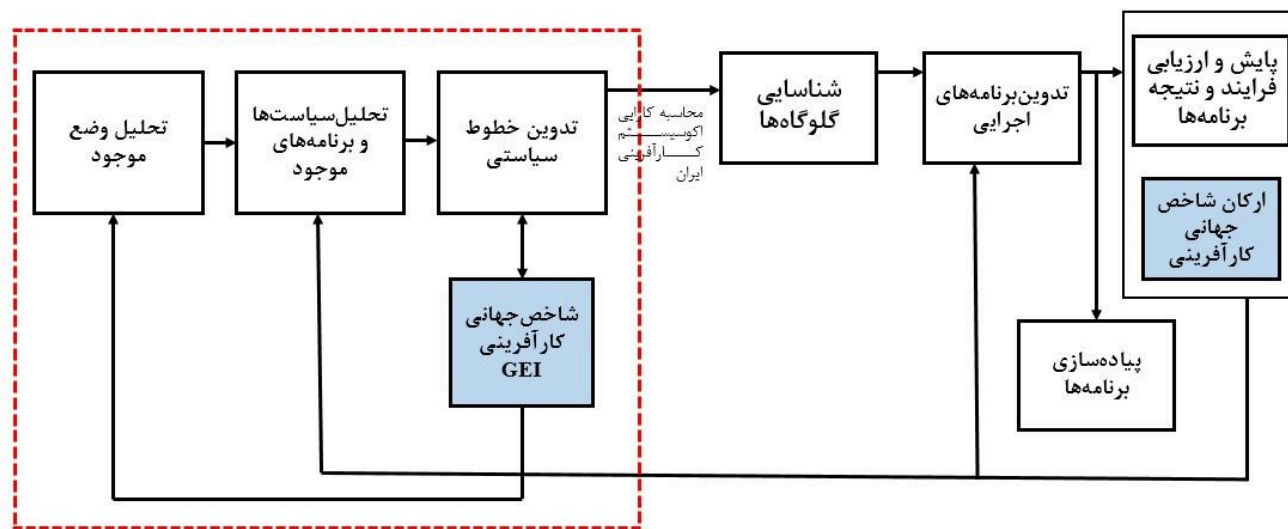 تحلیل وضع
موجود
تحلیل‌سیاست‌ها
و برنامه‌های
موجود
تدوین خطوط
سیاستی
شاخص‌جهانی
کارآفرینی
GEI
محاسبه کارایی
اکوسیستم
کارآفرینی
ایران
شناسایی
گلوگاه‌ها
تدوین‌برنامه‌های
اجرایی
پیاده‌سازی
برنامه‌ها
پایش و ارزیابی
فرایند و نتیجه
برنامه‌ها
ارکان شاخص
جهانی
کارآفرینی